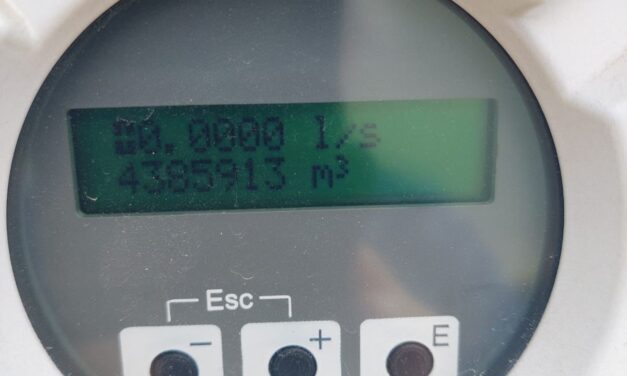 +0.0000 l/s
4385913 m³
Esc
- + E